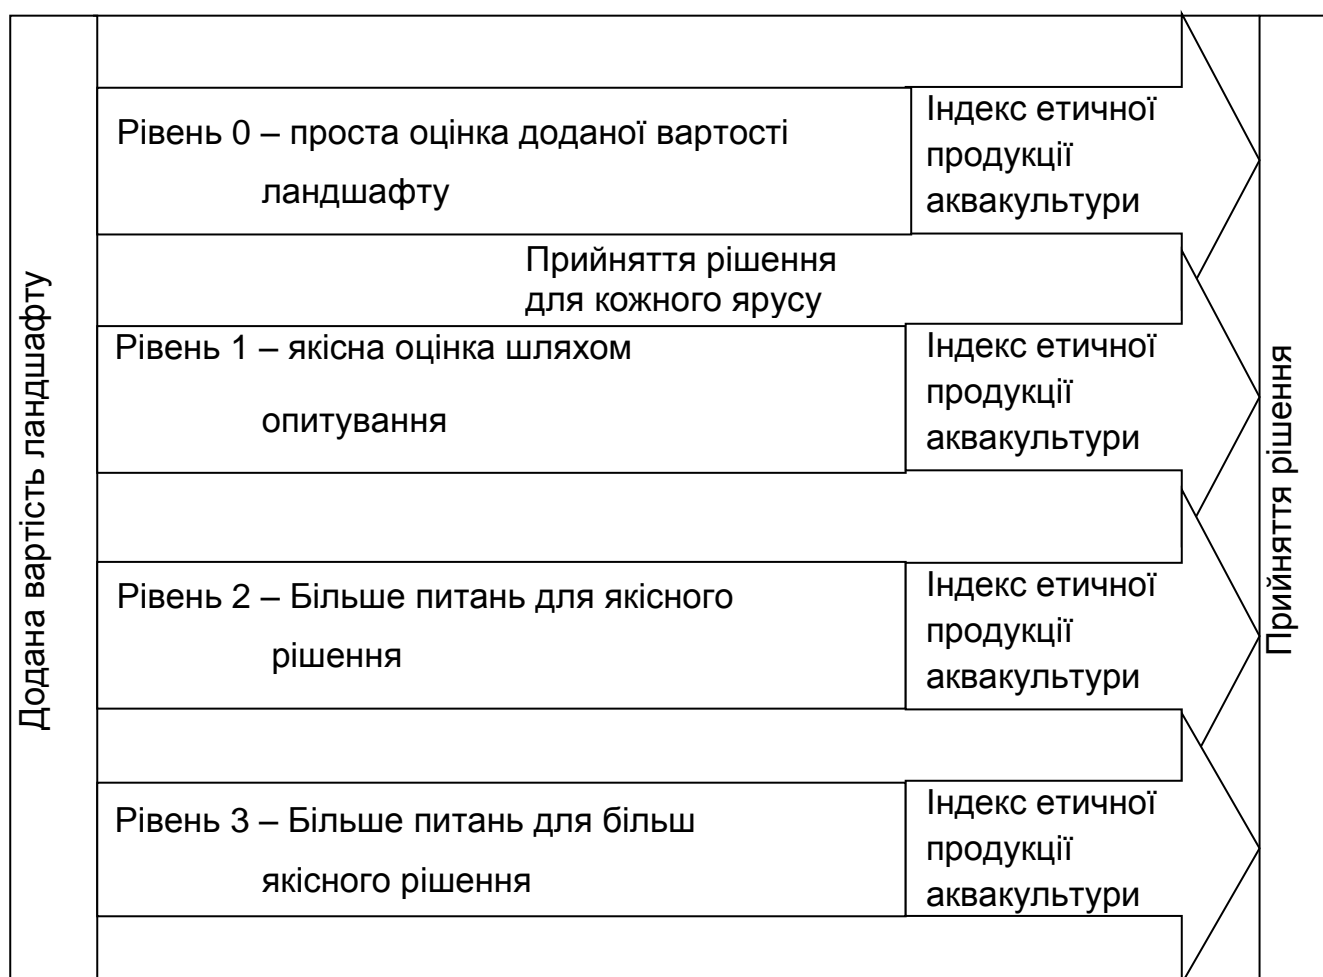 Додана вартість ландшафту
Рівень 0 – проста оцінка доданої вартості
ландшафту
Індекс етичної
продукції
аквакультури
Прийняття рішення
для кожного ярусу
Рівень 1 – якісна оцінка шляхом
опитування
Індекс етичної
продукції
аквакультури
Рівень 2 – Більше питань для якісного
рішення
Індекс етичної
продукції
аквакультури
Рівень 3 – Більше питань для більш
якісного рішення
Індекс етичної
продукції
аквакультури
Прийняття рішення